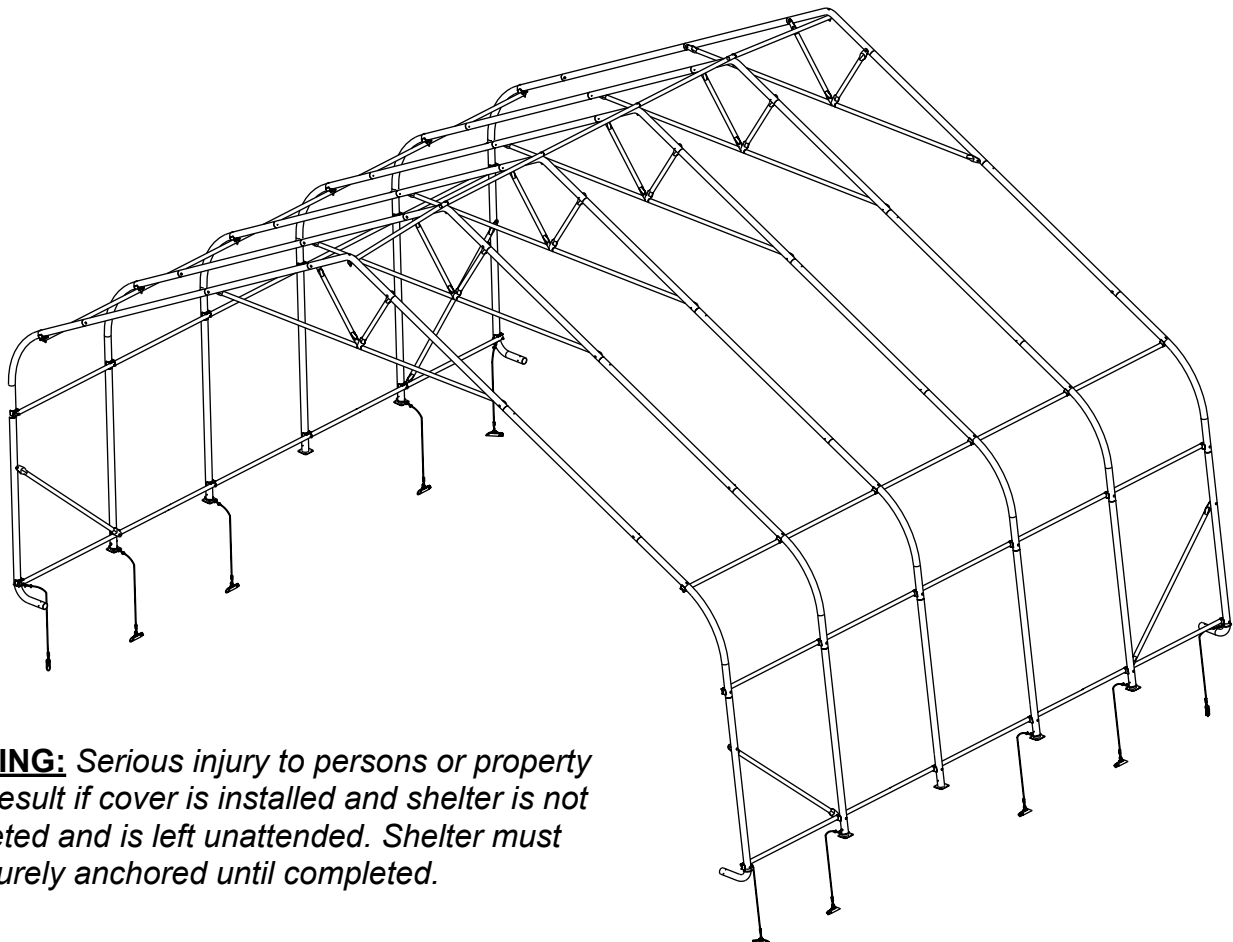 ING: Serious injury to persons or property
esult if cover is installed and shelter is not
eted and is left unattended. Shelter must
urely anchored until completed.